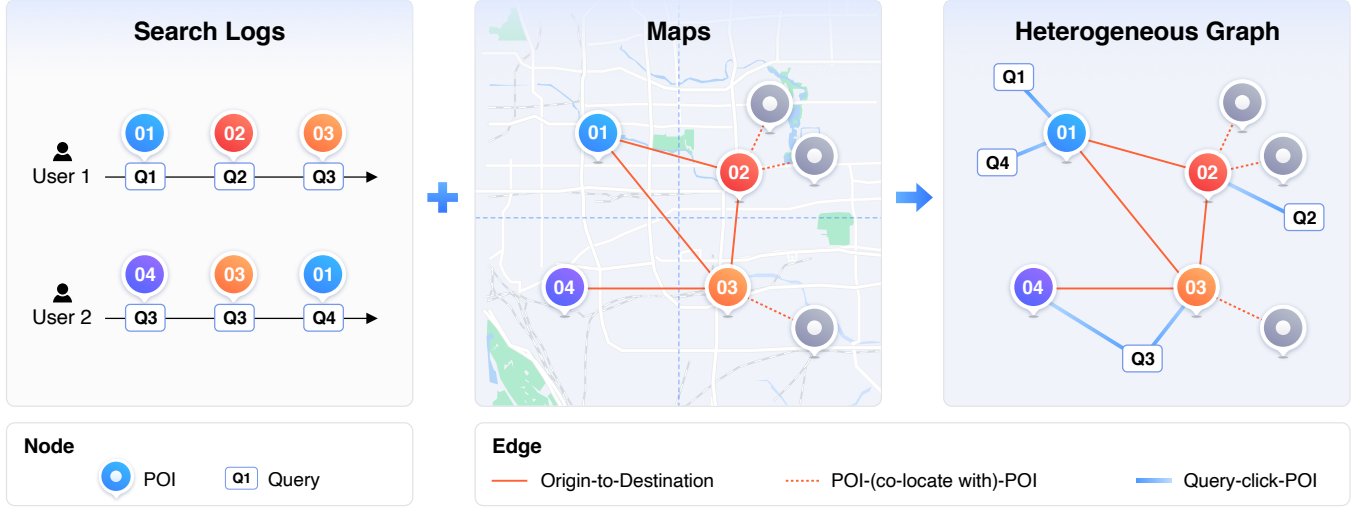 Search Logs
01 02 03
User 1 Q1 Q2 Q3
04 03 01
User 2 Q3 Q3 Q4
Maps
01
02
04 03
Heterogeneous Graph
Q1
01
Q4
02
Q2
04 03
Q3
Node
POI Q1 Query
Edge
Origin-to-Destination POI-(co-locate with)-POI Query-click-POI